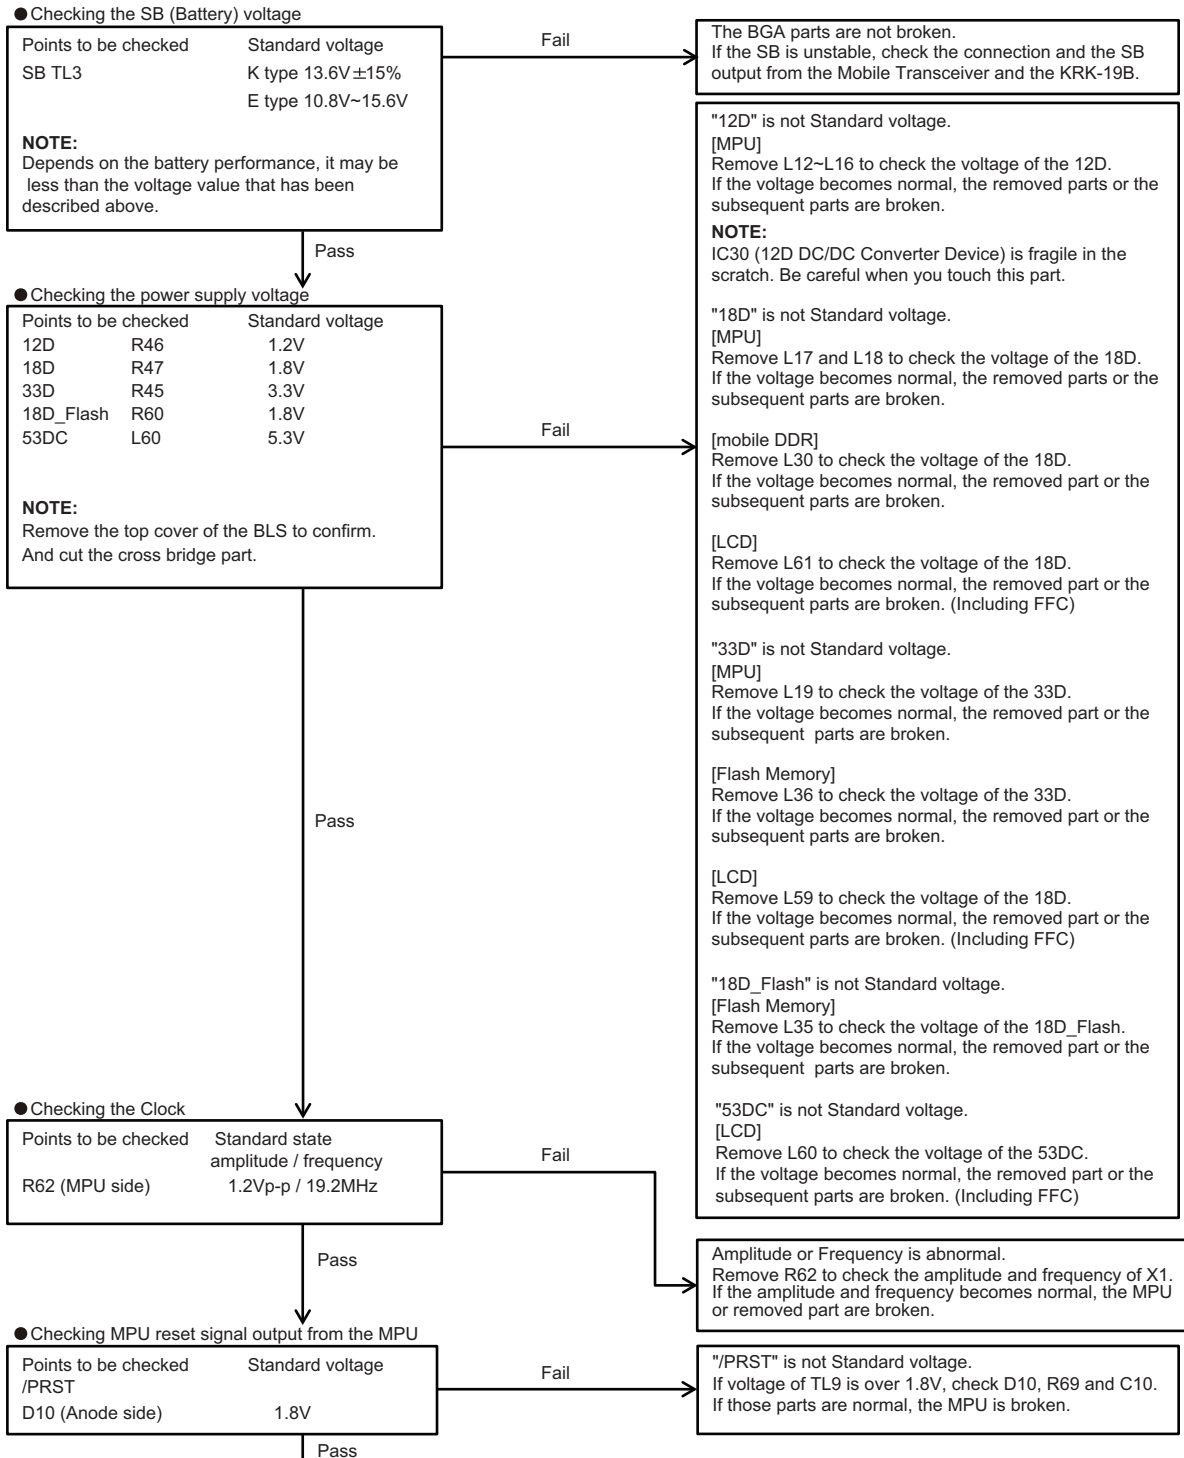 ●Checking the SB (Battery) voltage
Points to be checked Standard voltage
SB TL3 K type 13.6V±15%
E type 10.8V~15.6V
NOTE:
Depends on the battery performance, it may be
less than the voltage value that has been
described above.
Fail
The BGA parts are not broken.
If the SB is unstable, check the connection and the SB
output from the Mobile Transceiver and the KRK-19B.
Pass
●Checking the power supply voltage
Points to be checked Standard voltage
12D R46 1.2V
18D R47 1.8V
33D R45 3.3V
18D_Flash R60 1.8V
53DC L60 5.3V
NOTE:
Remove the top cover of the BLS to confirm.
And cut the cross bridge part.
Fail
"12D" is not Standard voltage.
[MPU]
Remove L12~L16 to check the voltage of the 12D.
If the voltage becomes normal, the removed parts or the
subsequent parts are broken.
NOTE:
IC30 (12D DC/DC Converter Device) is fragile in the
scratch. Be careful when you touch this part.
"18D" is not Standard voltage.
[MPU]
Remove L17 and L18 to check the voltage of the 18D.
If the voltage becomes normal, the removed parts or the
subsequent parts are broken.
[mobile DDR]
Remove L30 to check the voltage of the 18D.
If the voltage becomes normal, the removed part or the
subsequent parts are broken.
[LCD]
Remove L61 to check the voltage of the 18D.
If the voltage becomes normal, the removed part or the
subsequent parts are broken. (Including FFC)
"33D" is not Standard voltage.
[MPU]
Remove L19 to check the voltage of the 33D.
If the voltage becomes normal, the removed part or the
subsequent parts are broken.
[Flash Memory]
Remove L36 to check the voltage of the 33D.
If the voltage becomes normal, the removed part or the
subsequent parts are broken.
[LCD]
Remove L59 to check the voltage of the 18D.
If the voltage becomes normal, the removed part or the
subsequent parts are broken. (Including FFC)
"18D_Flash" is not Standard voltage.
[Flash Memory]
Remove L35 to check the voltage of the 18D_Flash.
If the voltage becomes normal, the removed part or the
subsequent parts are broken.
"53DC" is not Standard voltage.
[LCD]
Remove L60 to check the voltage of the 53DC.
If the voltage becomes normal, the removed part or the
subsequent parts are broken. (Including FFC)
Pass
●Checking the Clock
Points to be checked Standard state
amplitude / frequency
R62 (MPU side) 1.2Vp-p / 19.2MHz
Fail
Amplitude or Frequency is abnormal.
Remove R62 to check the amplitude and frequency of X1.
If the amplitude and frequency becomes normal, the MPU
or removed part are broken.
Pass
●Checking MPU reset signal output from the MPU
Points to be checked Standard voltage
/PRST
D10 (Anode side) 1.8V
Fail
"/PRST" is not Standard voltage.
If voltage of TL9 is over 1.8V, check D10, R69 and C10.
If those parts are normal, the MPU is broken.
Pass